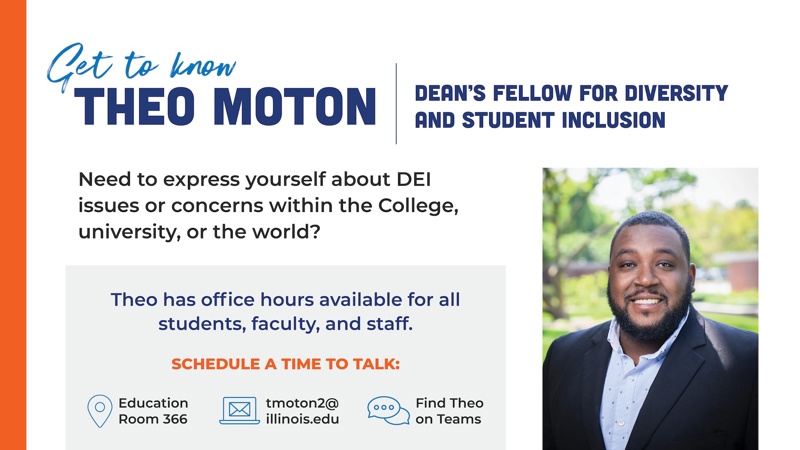 Get to know
THEO MOTON
DEAN'S FELLOW FOR DIVERSITY
AND STUDENT INCLUSION
Need to express yourself about DEI
issues or concerns within the College,
university, or the world?
Theo has office hours available for all
students, faculty, and staff.
SCHEDULE A TIME TO TALK:
Education
Room 366
tmoton2@
illinois.edu
Find Theo
on Teams